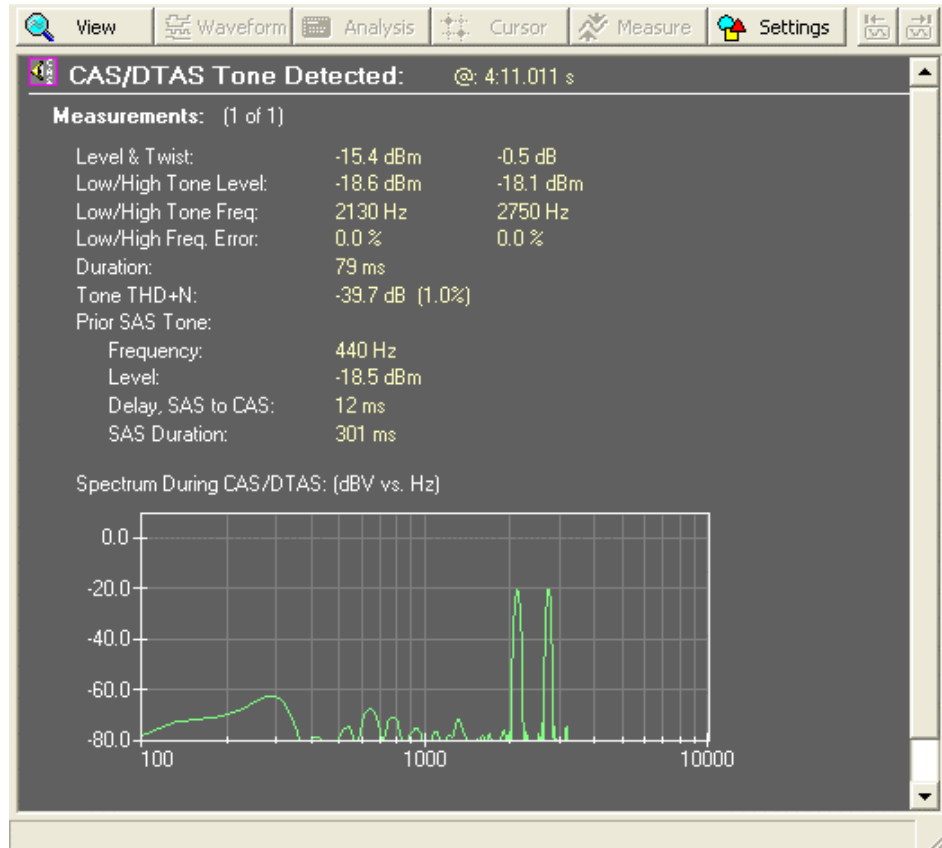 View Waveform Analysis Cursor Measure Settings
CAS/DTAS Tone Detected: @: 4:11.011 s
Measurements: (1 of 1)
Level & Twist: -15.4 dBm -0.5 dB
Low/High Tone Level: -18.6 dBm -18.1 dBm
Low/High Tone Freq: 2130 Hz 2750 Hz
Low/High Freq. Error: 0.0 % 0.0 %
Duration: 79 ms
Tone THD+N: -39.7 dB (1.0%)
Prior SAS Tone:
Frequency: 440 Hz
Level: -18.5 dBm
Delay, SAS to CAS: 12 ms
SAS Duration: 301 ms
Spectrum During CAS/DTAS: (dBV vs. Hz)
0.0
-20.0
-40.0
-60.0
-80.0
100 1000 10000